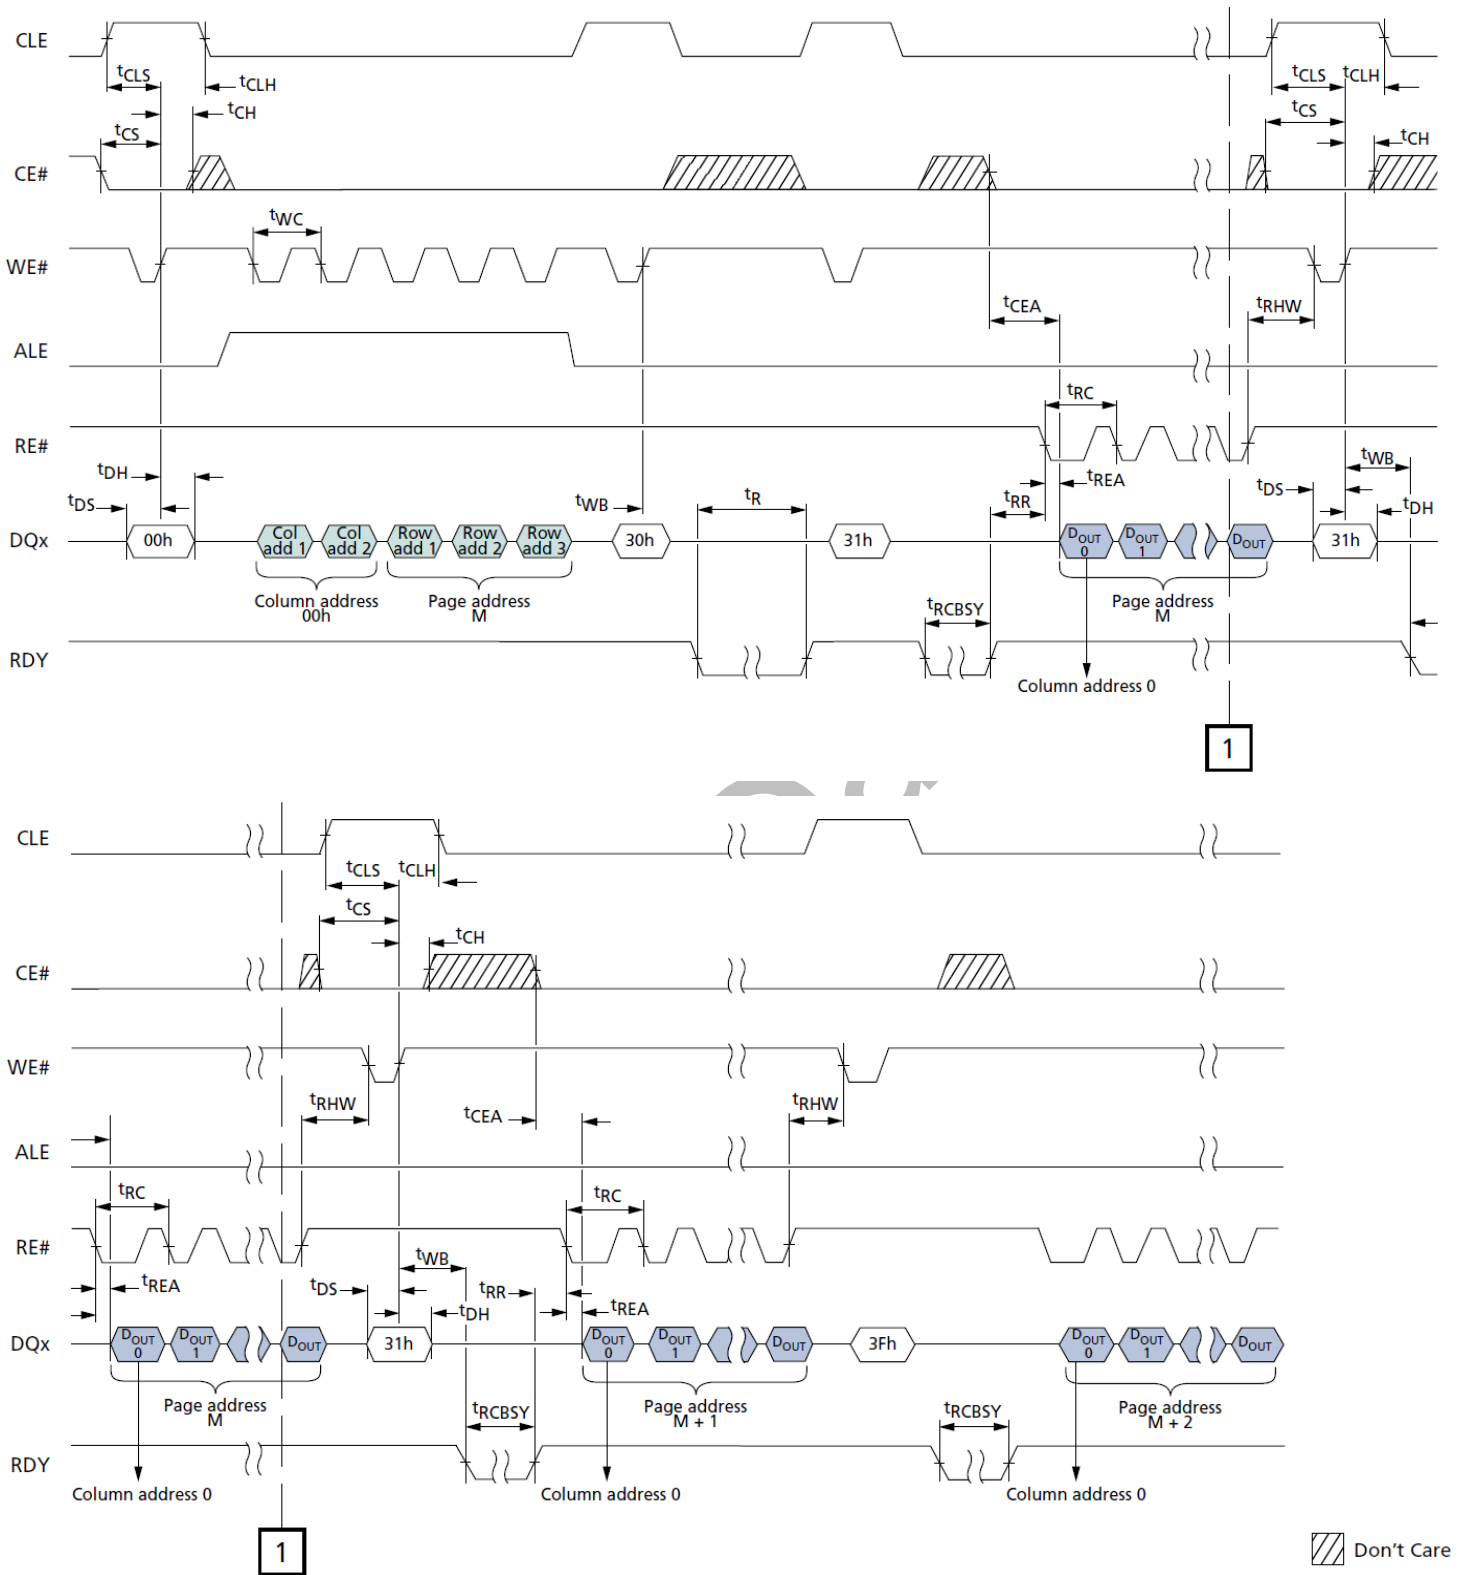 CLE
tCLS
tCLH
tCLS
tCLH
tCH
tCS
tCS
tCH
CE#
tWC
WE#
tCEA
tRHW
ALE
tRC
RE#
tDH
tWB
tREA
tDS
tWB
tR
tRR
tDS
tDH
DQx
00h
Col add 1
Col add 2
Row add 1
Row add 2
Row add 3
30h
31h
DOUT 0
DOUT 1
DOUT
31h
Column address 00h
Page address M
tRCBSY
Page address M
RDY
Column address 0
1
CLE
tCLS
tCLH
tCS
tCH
CE#
WE#
tRHW
tCEA
tRHW
ALE
tRC
tRC
RE#
tWB
tREA
tDS
tRR
tDH
tREA
DQx
DOUT 0
DOUT 1
DOUT
31h
DOUT 0
DOUT 1
DOUT
3Fh
DOUT 0
DOUT 1
DOUT
Page address M
Page address M + 1
Page address M + 2
tRCBSY
tRCBSY
RDY
Column address 0
Column address 0
Column address 0
1
Don't Care